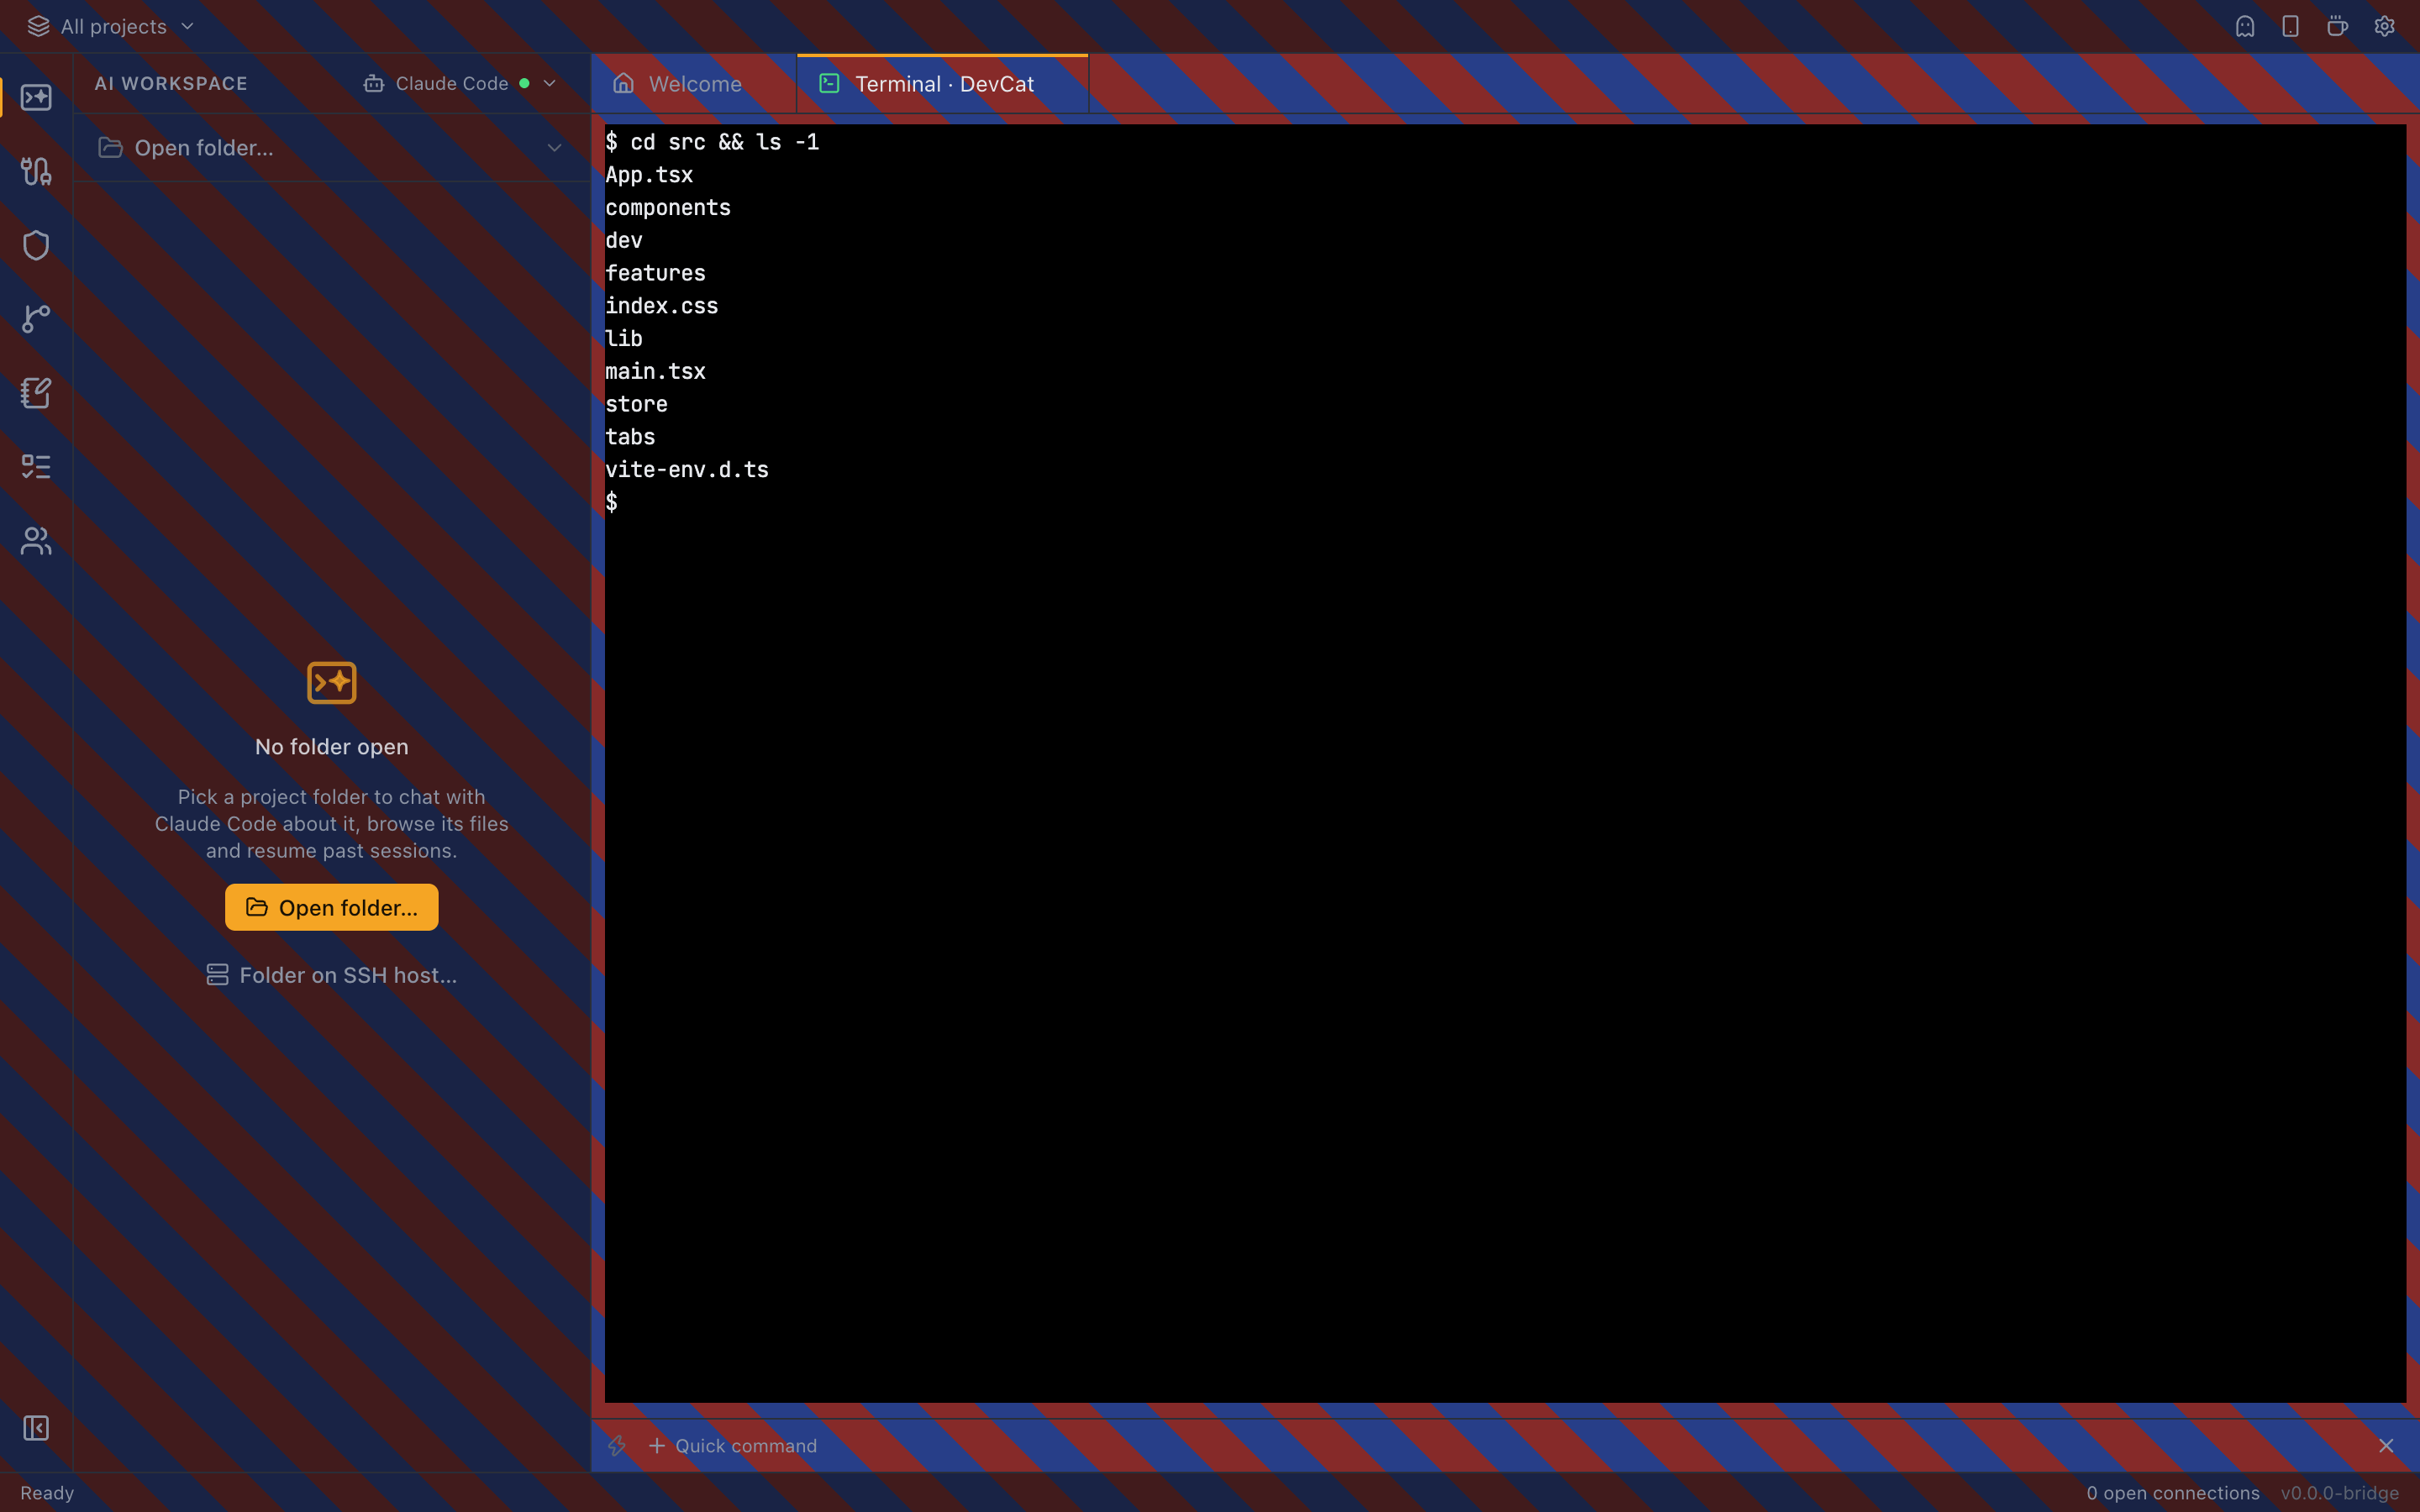 All projects
AI WORKSPACE
Claude Code
Open folder...
No folder open
Pick a project folder to chat with
Claude Code about it, browse its files
and resume past sessions.
Open folder...
Folder on SSH host...
Welcome
Terminal · DevCat
$ cd src && ls -1
App.tsx
components
dev
features
index.css
lib
main.tsx
store
tabs
vite-env.d.ts
$
Quick command
Ready
0 open connections
v0.0.0-bridge